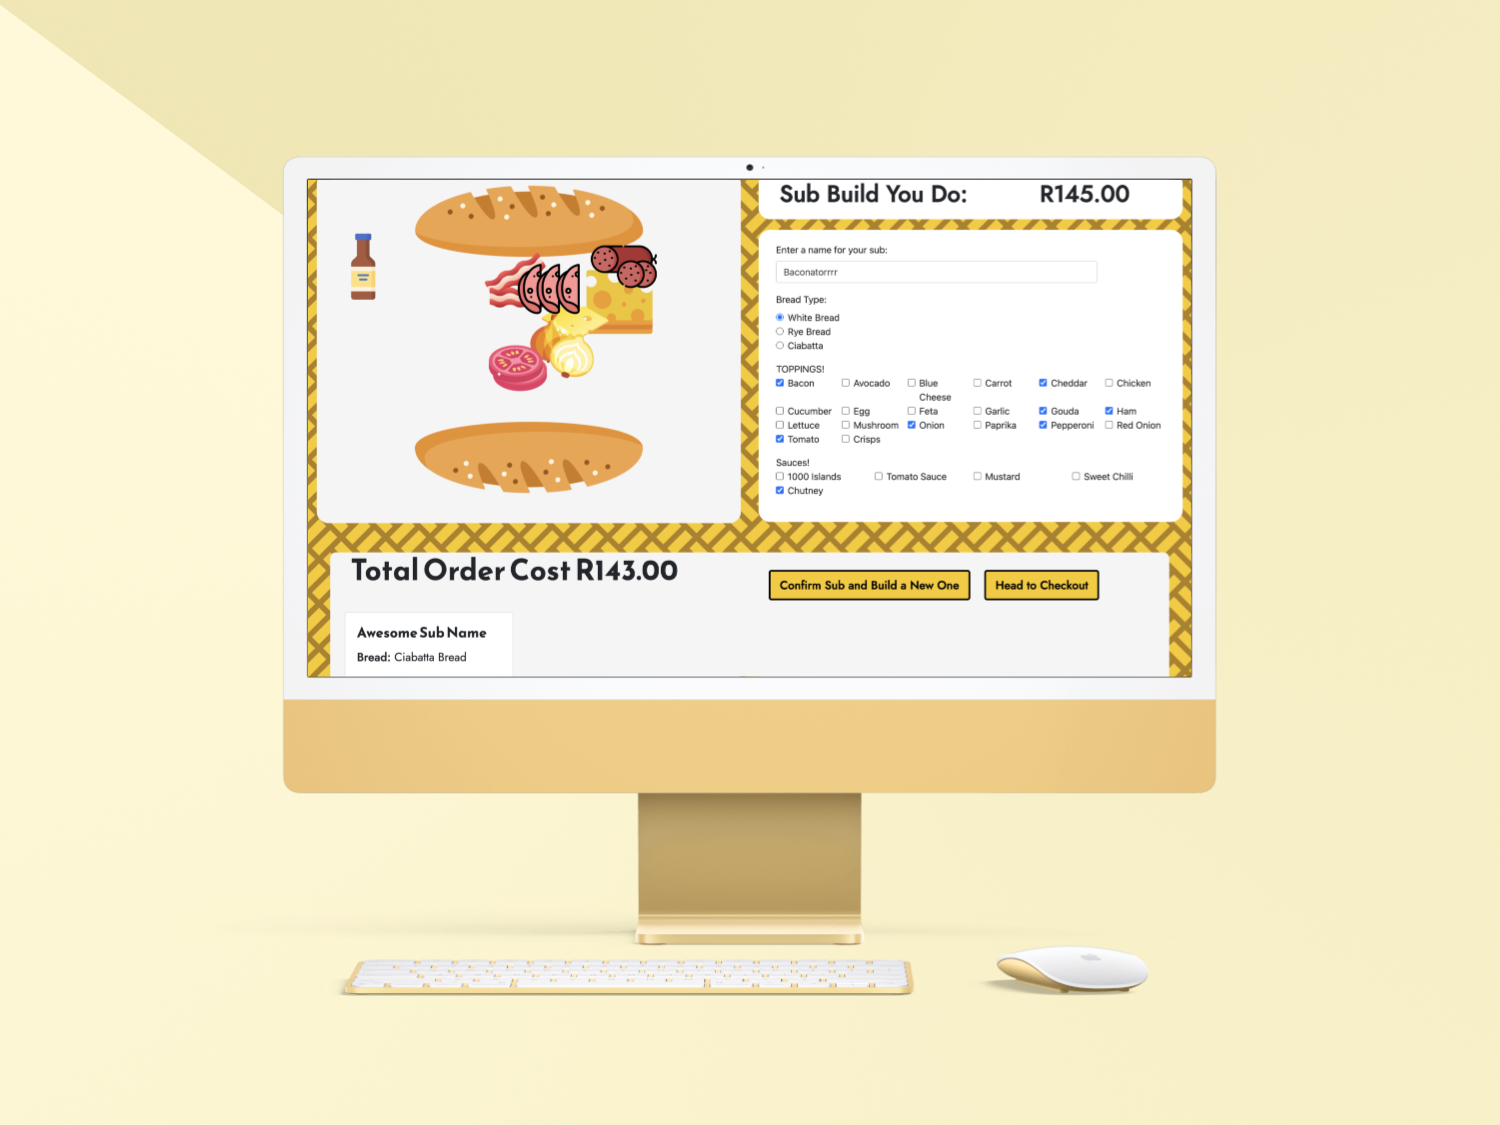 Sub Build You Do: R145.00
Enter a name for your sub:
Baconatorrrr
Bread Type:
White Bread
Rye Bread
Ciabatta
TOPPINGS!
Bacon Avocado Blue Cheese Carrot Cheddar Chicken
Cucumber Egg Feta Garlic Gouda Ham
Lettuce Mushroom Onion Paprika Pepperoni Red Onion
Tomato Crisps
Sauces!
1000 Islands Tomato Sauce Mustard Sweet Chilli
Chutney
Total Order Cost R143.00
Confirm Sub and Build a New One Head to Checkout
Awesome Sub Name
Bread: Ciabatta Bread